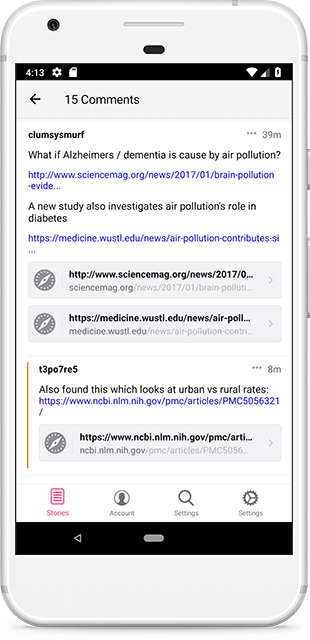 4:13
15 Comments
clumsysmurf
••• 39m
What if Alzheimers / dementia is cause by air pollution?
http://www.sciencemag.org/news/2017/01/brain-pollution
-evide...
A new study also investigates air pollution's role in
diabetes
https://medicine.wustl.edu/news/air-pollution-contributes-si
...
http://www.sciencemag.org/news/2017/0...
sciencemag.org/news/2017/01/brain-polluti...
https://medicine.wustl.edu/news/air-poll...
medicine.wustl.edu/news/air-pollution-contri...
t3po7re5
••• 8m
Also found this which looks at urban vs rural rates:
https://www.ncbi.nlm.nih.gov/pmc/articles/PMC5056321
/
https://www.ncbi.nlm.nih.gov/pmc/arti...
ncbi.nlm.nih.gov/pmc/articles/PMC5056...
Stories
Account
Settings
Settings